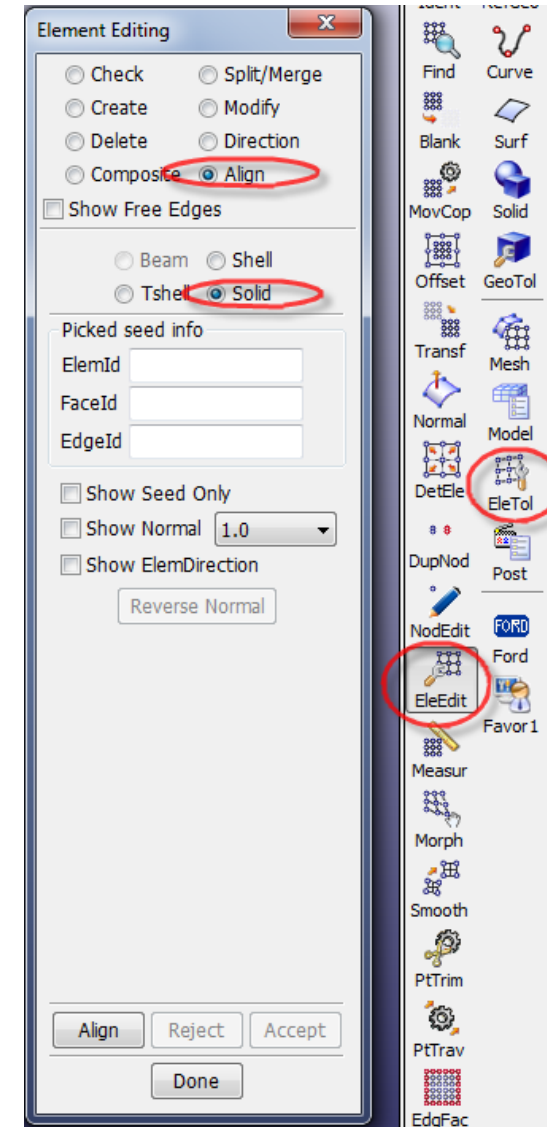 Element Editing
Check Split/Merge
Create Modify
Delete Direction
Composite Align
Show Free Edges
Beam Shell
Tshell Solid
Picked seed info
ElemId
FaceId
EdgeId
Show Seed Only
Show Normal 1.0
Show ElemDirection
Reverse Normal
Align Reject Accept
Done
Ident RefGeo
Find Curve
Blank Surf
MovCop Solid
Offset GeoTol
Transf Mesh
Normal Model
DetEle EleTol
DupNod Post
NodEdit Ford
FORD
EleEdit Favor1
Measur
Morph
Smooth
PtTrim
PtTrav
EdgFac